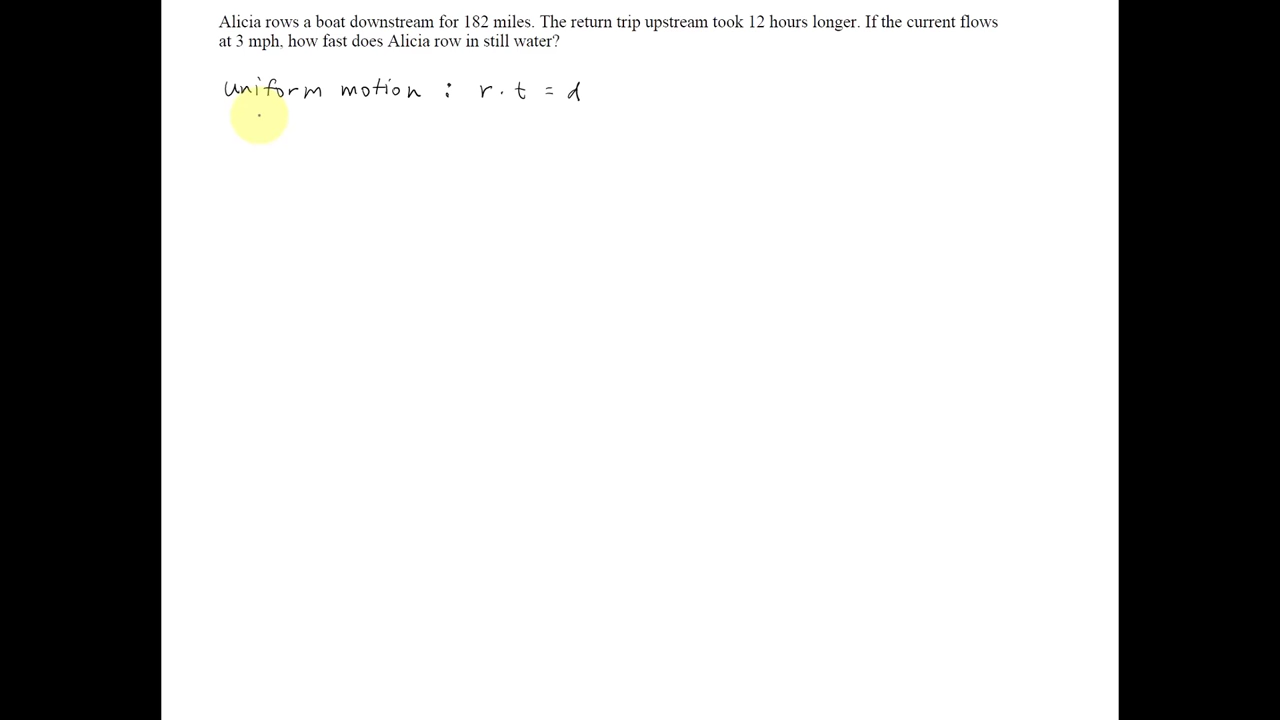 Alicia rows a boat downstream for 182 miles. The return trip upstream took 12 hours longer. If the current flows
at 3 mph, how fast does Alicia row in still water?
uniform motion : r · t = d